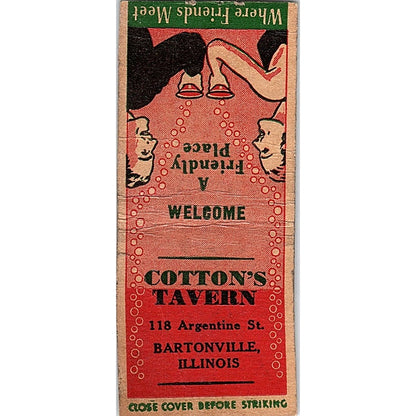 Where Friends Meet
A
Friendly
Place
WELCOME
COTTON'S
TAVERN
118 Argentine St.
BARTONVILLE,
ILLINOIS
CLOSE COVER BEFORE STRIKING